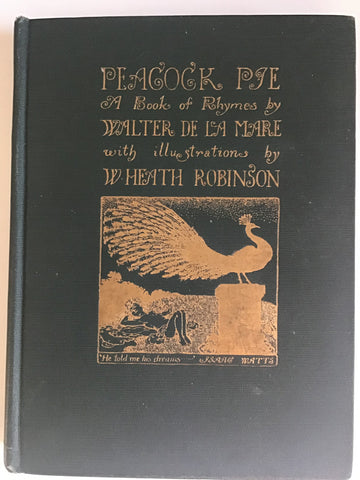 PEACOCK PIE
A Book of Rhymes by
WALTER DE LA MARE
with illustrations by
W. HEATH ROBINSON
'He told me his dreams' ISAAC WATTS